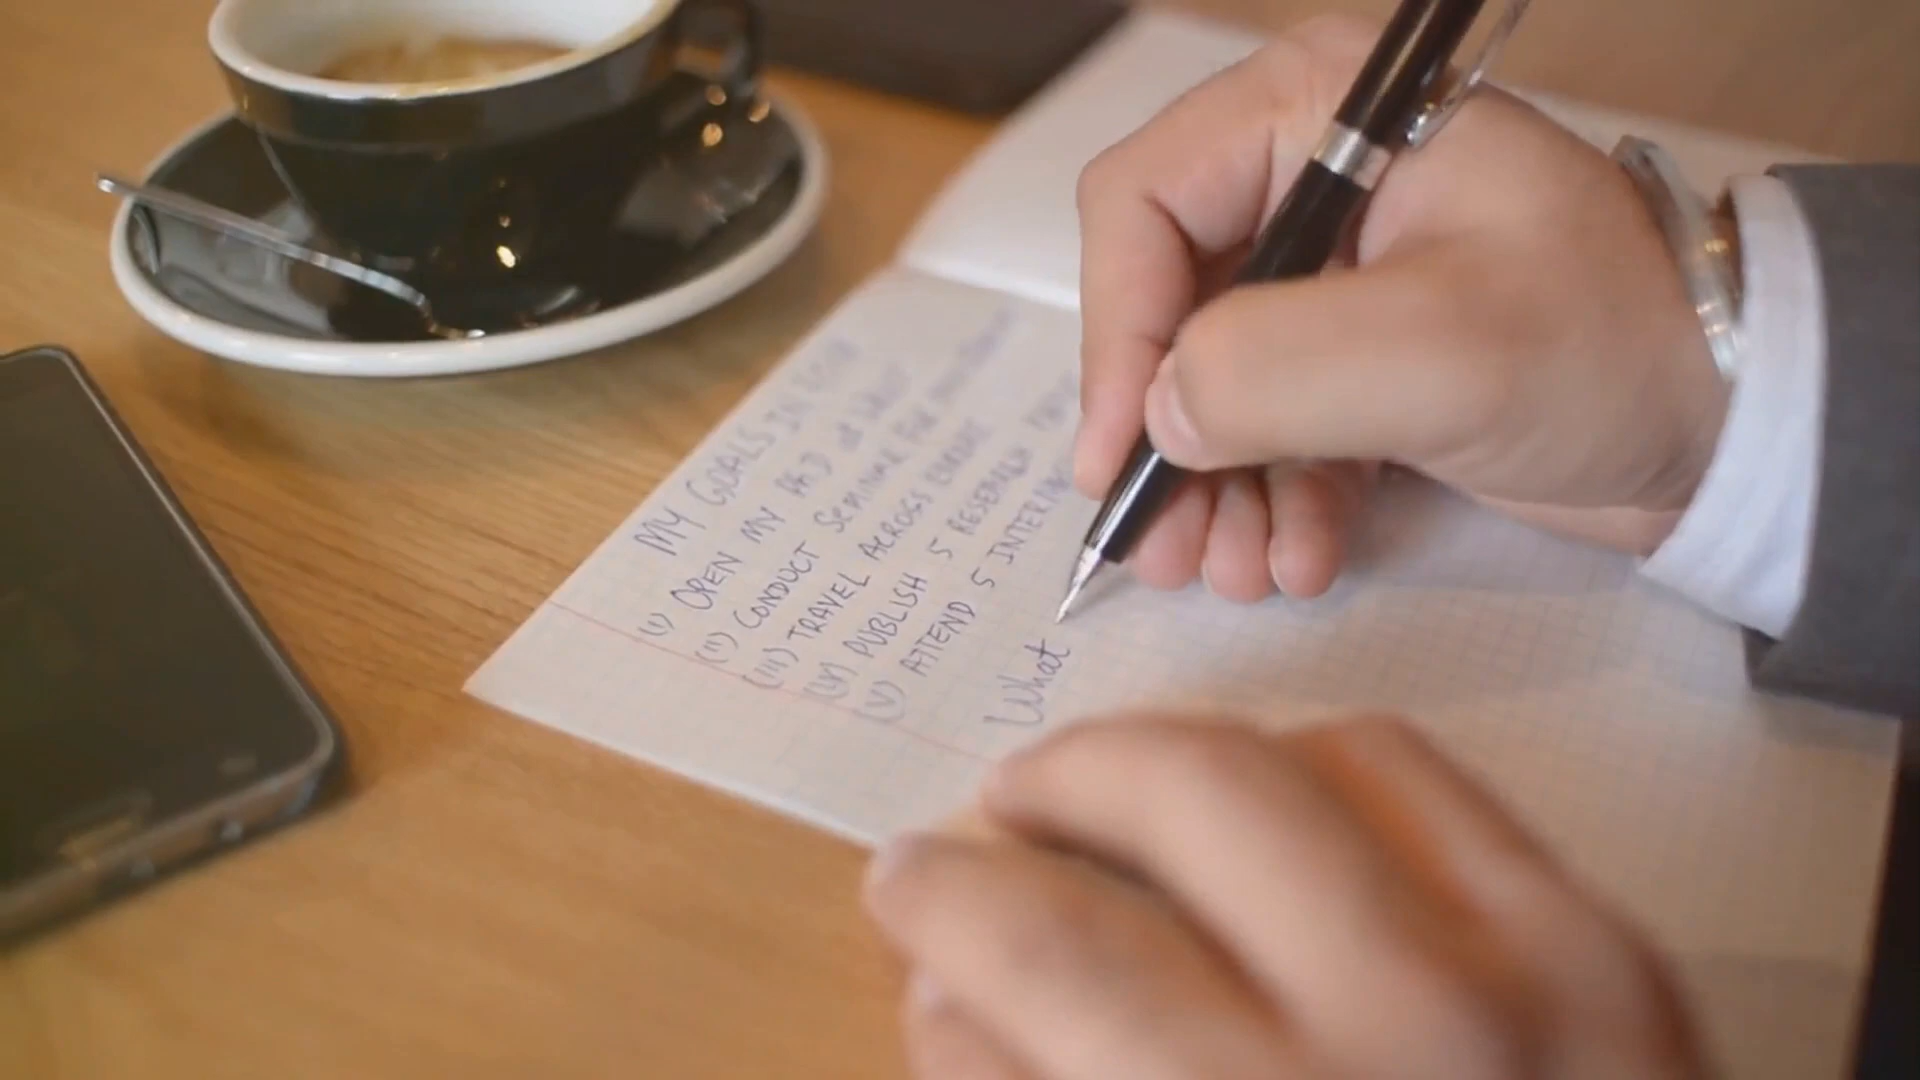 MY GOALS IN
(I) OPEN MY PhD at
(II) CONDUCT SEMINAR FOR
(III) TRAVEL ACROSS EUROPE
(IV) PUBLISH 5 RESEARCH
(V) ATTEND 5
What